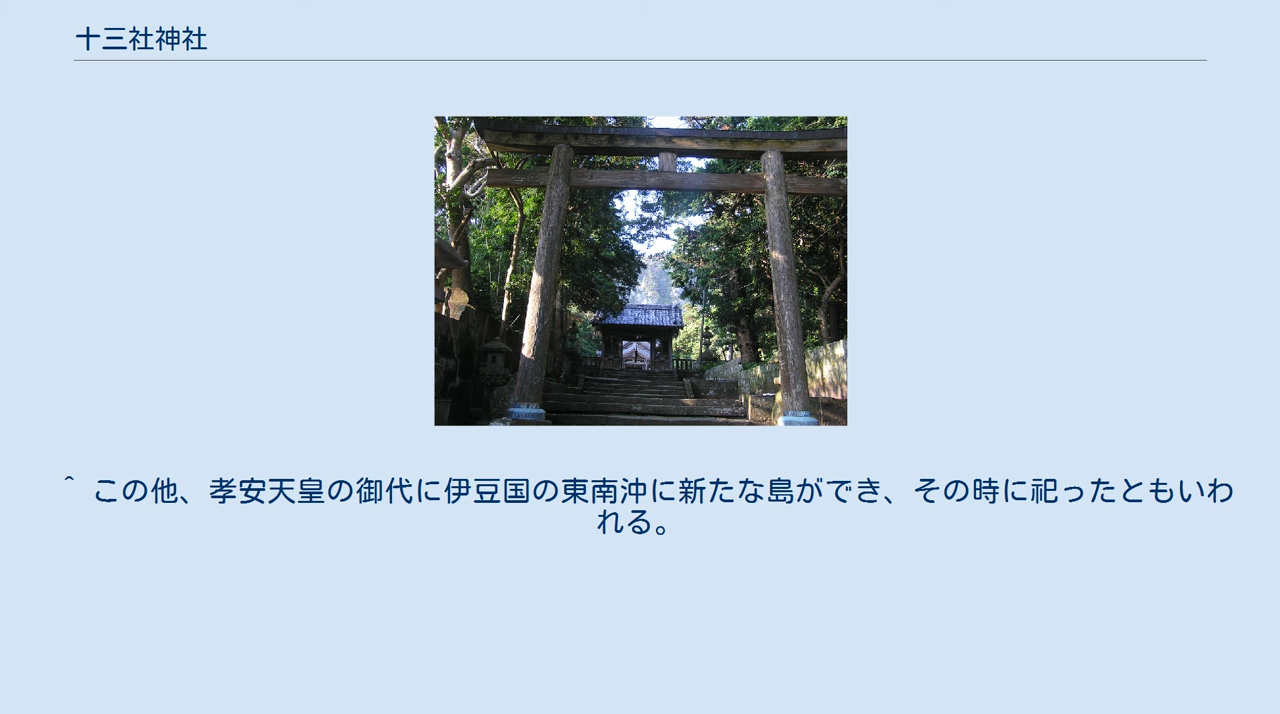 十三社神社
^ この他、孝安天皇の御代に伊豆国の東南沖に新たな島ができ、その時に祀ったともいわ
れる。